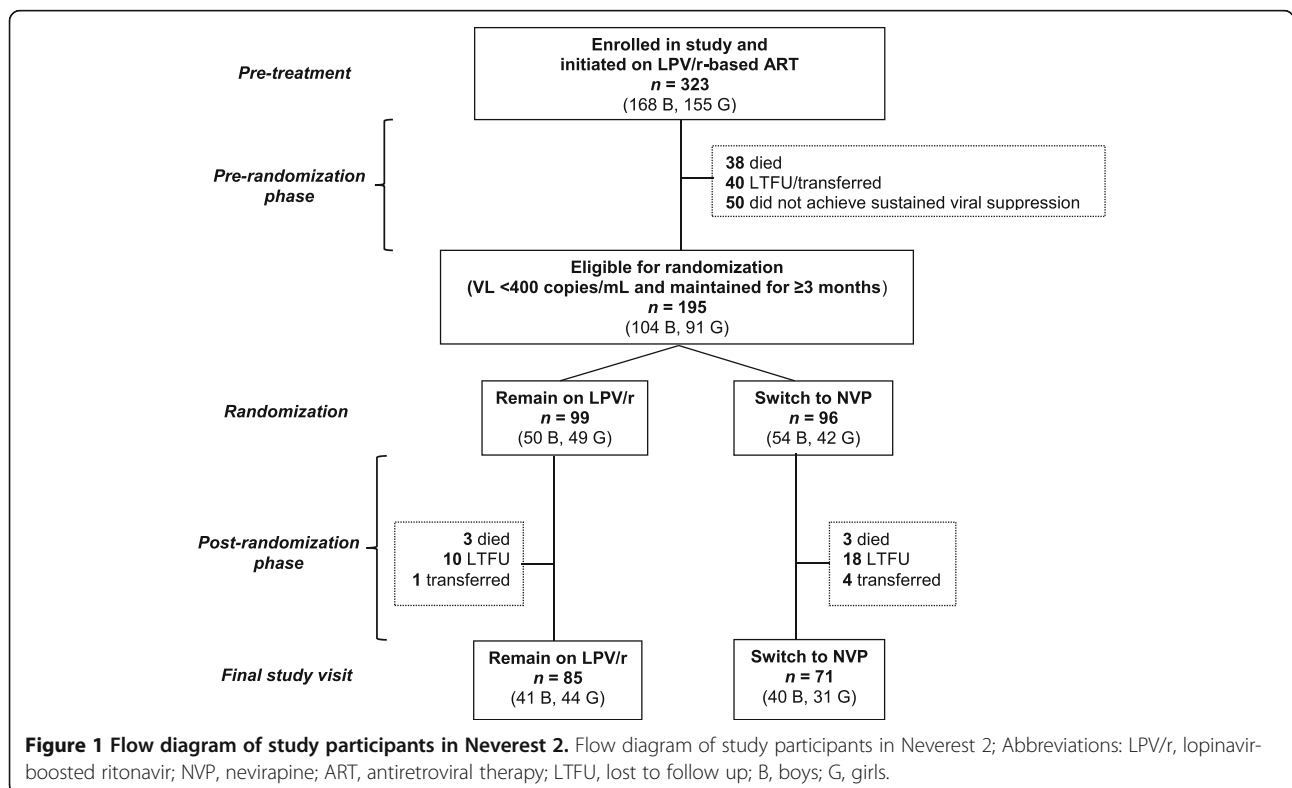 Pre-treatment
Enrolled in study and
initiated on LPV/r-based ART
n = 323
(168 B, 155 G)
Pre-randomization
phase
38 died
40 LTFU/transferred
50 did not achieve sustained viral suppression
Eligible for randomization
(VL <400 copies/mL and maintained for ≥3 months)
n = 195
(104 B, 91 G)
Randomization
Remain on LPV/r
n = 99
(50 B, 49 G)
Switch to NVP
n = 96
(54 B, 42 G)
Post-randomization
phase
3 died
10 LTFU
1 transferred
3 died
18 LTFU
4 transferred
Final study visit
Remain on LPV/r
n = 85
(41 B, 44 G)
Switch to NVP
n = 71
(40 B, 31 G)
Figure 1 Flow diagram of study participants in Neverest 2. Flow diagram of study participants in Neverest 2; Abbreviations: LPV/r, lopinavir-
boosted ritonavir; NVP, nevirapine; ART, antiretroviral therapy; LTFU, lost to follow up; B, boys; G, girls.